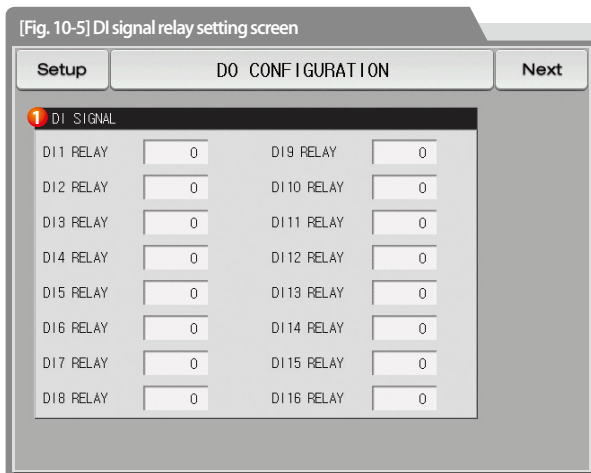 [Fig. 10-5] DI signal relay setting screen
Setup DO CONFIGURATION Next
1 DI SIGNAL
DI1 RELAY 0 DI9 RELAY 0
DI2 RELAY 0 DI10 RELAY 0
DI3 RELAY 0 DI11 RELAY 0
DI4 RELAY 0 DI12 RELAY 0
DI5 RELAY 0 DI13 RELAY 0
DI6 RELAY 0 DI14 RELAY 0
DI7 RELAY 0 DI15 RELAY 0
DI8 RELAY 0 DI16 RELAY 0